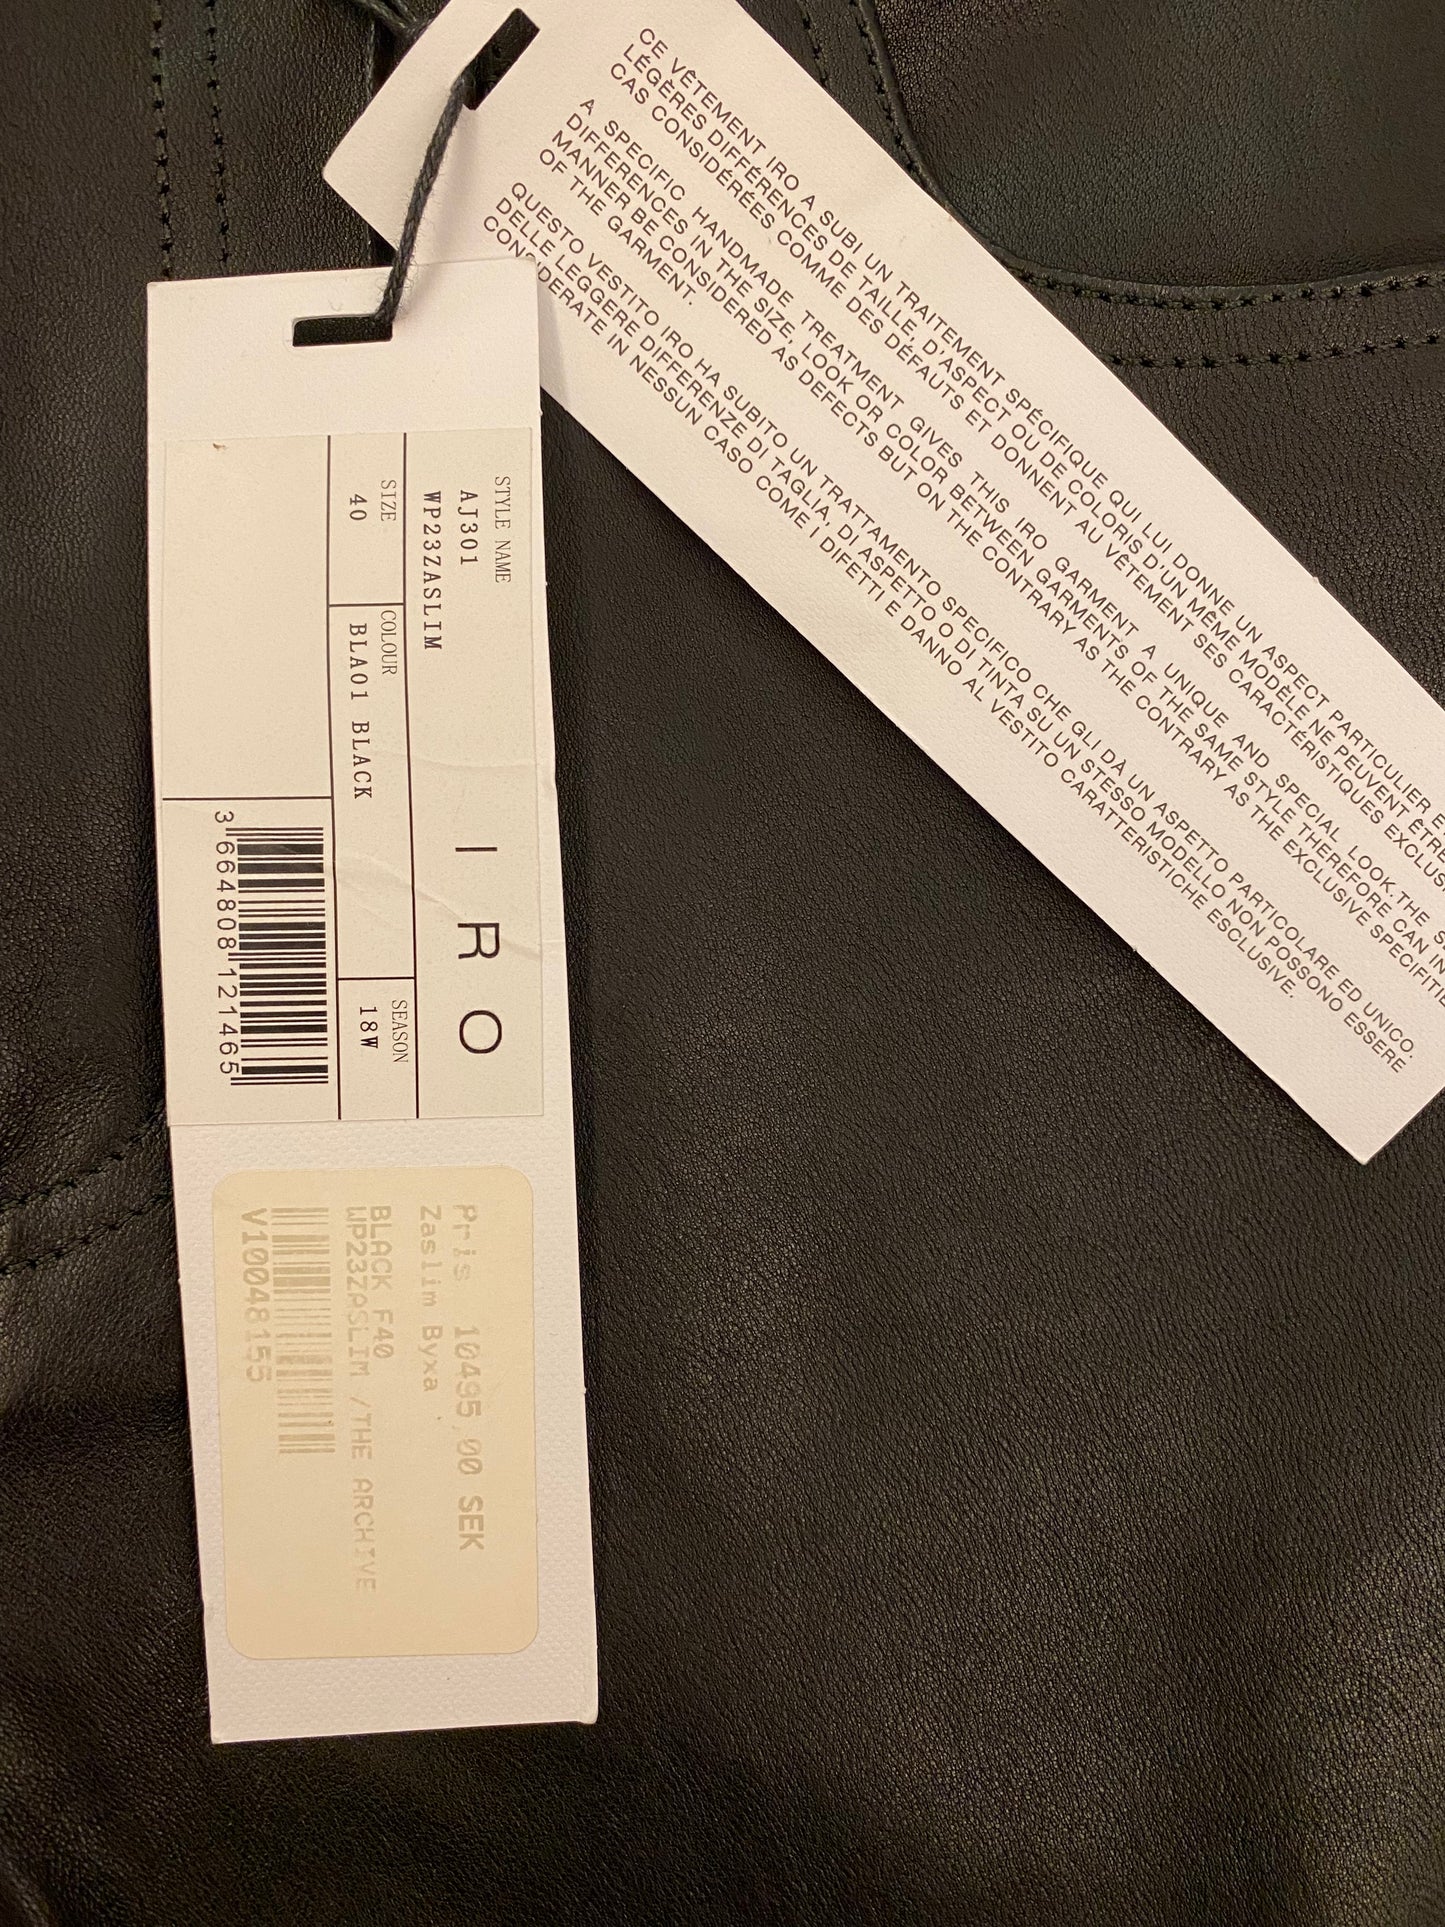 CE VÊTEMENT IRO A SUBI UN TRAITEMENT SPÉCIFIQUE QUI LUI DONNE UN ASPECT PARTICULIER E
LÉGÈRES DIFFÉRENCES DE TAILLE, D'ASPECT OU DE COLORIS D'UN MÊME MODÈLE NE PEUVENT ÊTRE
CAS CONSIDÉRÉES COMME DES DÉFAUTS ET DONNENT AU VÊTEMENT SES CARACTÉRISTIQUES EXCLUS
A SPECIFIC HANDMADE TREATMENT GIVES THIS IRO GARMENT A UNIQUE AND SPECIAL LOOK.THE
DIFFERENCES IN THE SIZE, LOOK OR COLOR BETWEEN GARMENTS OF THE SAME STYLE THEREFORE CAN IN
MANNER BE CONSIDERED AS DEFECTS BUT ON THE CONTRARY AS THE EXCLUSIVE SPECIFITIE
OF THE GARMENT.
QUESTO VESTITO IRO HA SUBITO UN TRATTAMENTO SPECIFICO CHE GLI DÀ UN ASPETTO PARTICOLARE ED UNICO.
DELLE LEGGERE DIFFERENZE DI TAGLIA, DI ASPETTO O DI TINTA SU UN STESSO MODELLO NON POSSONO ESSERE
CONSIDERATE IN NESSUN CASO COME I DIFETTI E DANNO AL VESTITO CARATTERISTICHE ESCLUSIVE.
STYLE NAME
AJ301
WP23ZASLIM
IRO
SIZE
40
COLOUR
BLA01 BLACK
SEASON
18W
3 664808 121465
Pris 10495,00 SEK
Zaslim Byxa
BLACK F40
WP23ZASLIM /THE ARCHIVE
V10048155